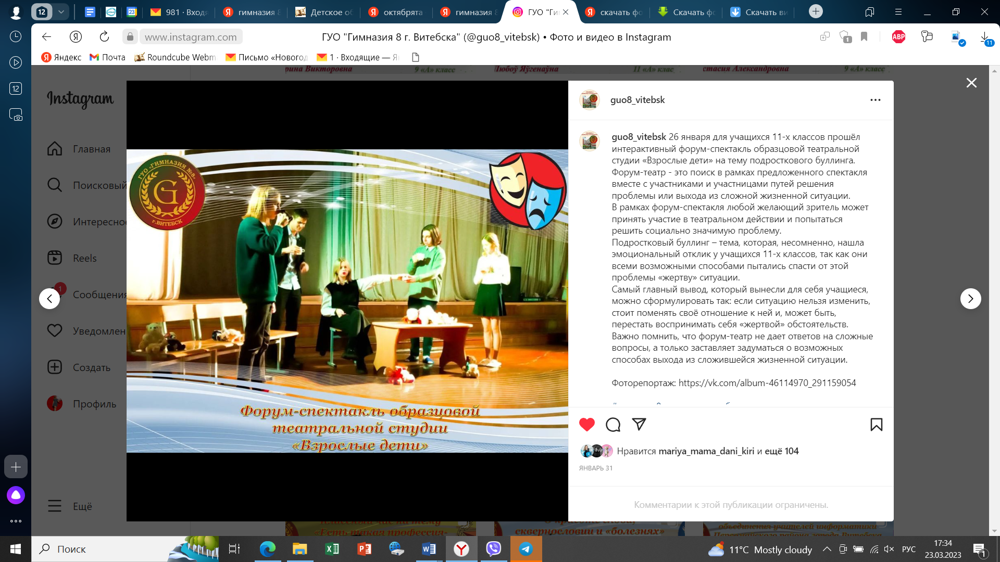 12
981 · Входя
гимназия 8
Детское об
октябрята
гимназия 8
ГУО "Ги
скачать фо
Скачать фо
Скачать ви
www.instagram.com
ГУО "Гимназия 8 г. Витебска" (@guo8_vitebsk) • Фото и видео в Instagram
1
ABP
11
Яндекс
Почта
Roundcube Webm
Письмо «Новогод
1 · Входящие — Я
12
рина Викторовна
9 «А» класс
Любоў Яўгенаўна
11 «А» клас
стасия Александровна
9 «А» класс
Instagram
Главная
Поисковый
Интересное
Reels
1
Сообщения
Уведомлен
Создать
Профиль
Ещё
ГУО „ГИМНАЗИЯ №8„
G
г.ВИТЕБСК
Форум-спектакль образцовой
театральной студии
«Взрослые дети»
guo8_vitebsk
guo8_vitebsk 26 января для учащихся 11-х классов прошёл
интерактивный форум-спектакль образцовой театральной
студии «Взрослые дети» на тему подросткового буллинга.
Форум-театр - это поиск в рамках предложенного спектакля
вместе с участниками и участницами путей решения
проблемы или выхода из сложной жизненной ситуации.
В рамках форум-спектакля любой желающий зритель может
принять участие в театральном действии и попытаться
решить социально значимую проблему.
Подростковый буллинг – тема, которая, несомненно, нашла
эмоциональный отклик у учащихся 11-х классов, так как они
всеми возможными способами пытались спасти от этой
проблемы «жертву» ситуации.
Самый главный вывод, который вынесли для себя учащиеся,
можно сформулировать так: если ситуацию нельзя изменить,
стоит поменять своё отношение к ней и, может быть,
перестать воспринимать себя «жертвой» обстоятельств.
Важно помнить, что форум-театр не дает ответов на сложные
вопросы, а только заставляет задуматься о возможных
способах выхода из сложившейся жизненной ситуации.
Фоторепортаж: https://vk.com/album-46114970_291159054
Нравится mariya_mama_dani_kiri и ещё 104
ЯНВАРЬ 31
Комментарии к этой публикации ограничены.
«Есть такая профессия-
сквернословии и «болезнях»
объединения учителей информатики
Поиск
11°C Mostly cloudy
РУС
17:34
23.03.2023
1